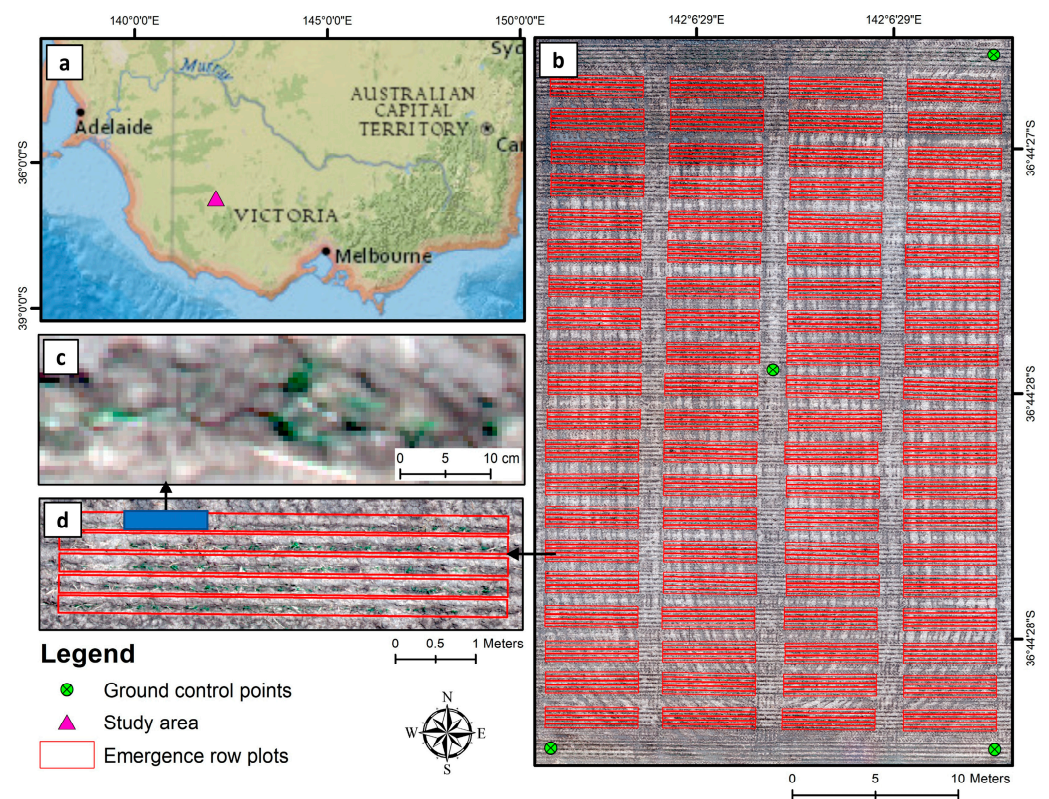 140°0'0"E
145°0'0"E
150°0'0"E
142°6'29"E
142°6'29"E
a
b
Syd
Murray
AUSTRALIAN
CAPITAL
TERRITORY
Adelaide
Can
36°0'0"S
VICTORIA
Melbourne
39°0'0"S
36°44'27"S
c
0 5 10 cm
36°44'28"S
d
0 0.5 1 Meters
36°44'28"S
Legend
Ground control points
Study area
Emergence row plots
N
W E
S
0 5 10 Meters